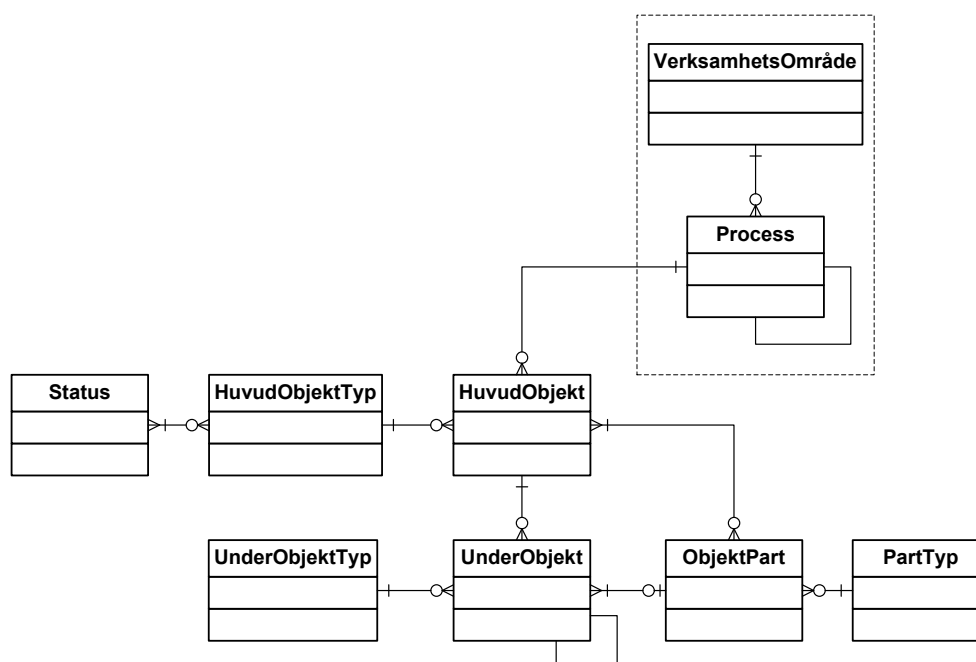 VerksamhetsOmråde
Process
Status
HuvudObjektTyp
HuvudObjekt
UnderObjektTyp
UnderObjekt
ObjektPart
PartTyp